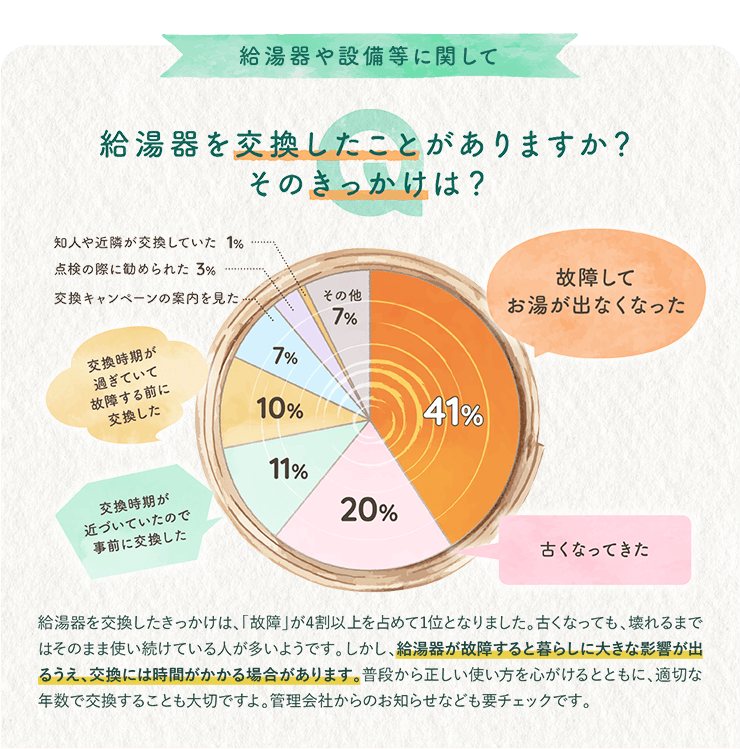 給湯器や設備等に関して
Q
給湯器を交換したことがありますか?
そのきっかけは?
知人や近隣が交換していた 1%
点検の際に勧められた 3%
交換キャンペーンの案内を見た
その他
7%
故障して
お湯が出なくなった
7%
交換時期が
過ぎていて
故障する前に
交換した
10%
41%
11%
交換時期が
近づいていたので
事前に交換した
20%
古くなってきた
給湯器を交換したきっかけは、「故障」が4割以上を占めて1位となりました。古くなっても、壊れるまで
はそのまま使い続けている人が多いようです。しかし、給湯器が故障すると暮らしに大きな影響が出
るうえ、交換には時間がかかる場合があります。普段から正しい使い方を心がけるとともに、適切な
年数で交換することも大切ですよ。管理会社からのお知らせなども要チェックです。